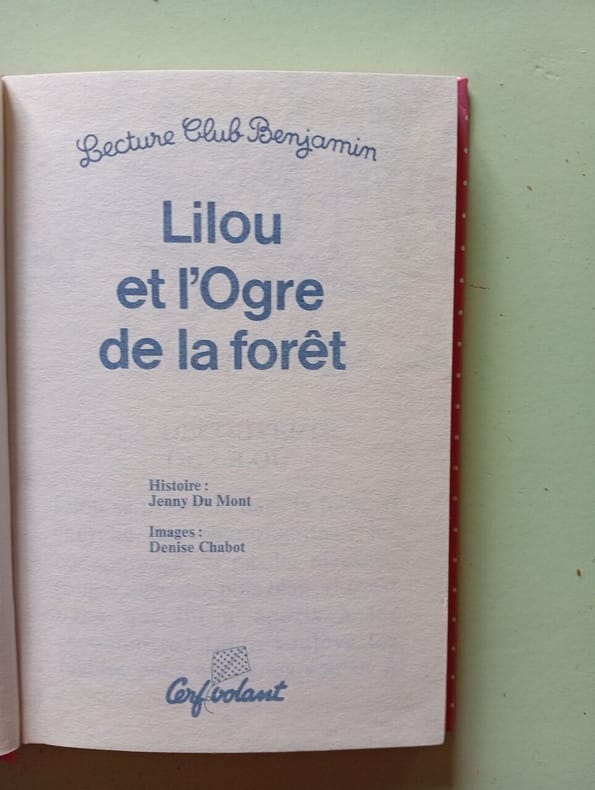 Lecture Club Benjamin
Lilou
et l'Ogre
de la forêt
Histoire :
Jenny Du Mont
Images :
Denise Chabot
Cerf volant